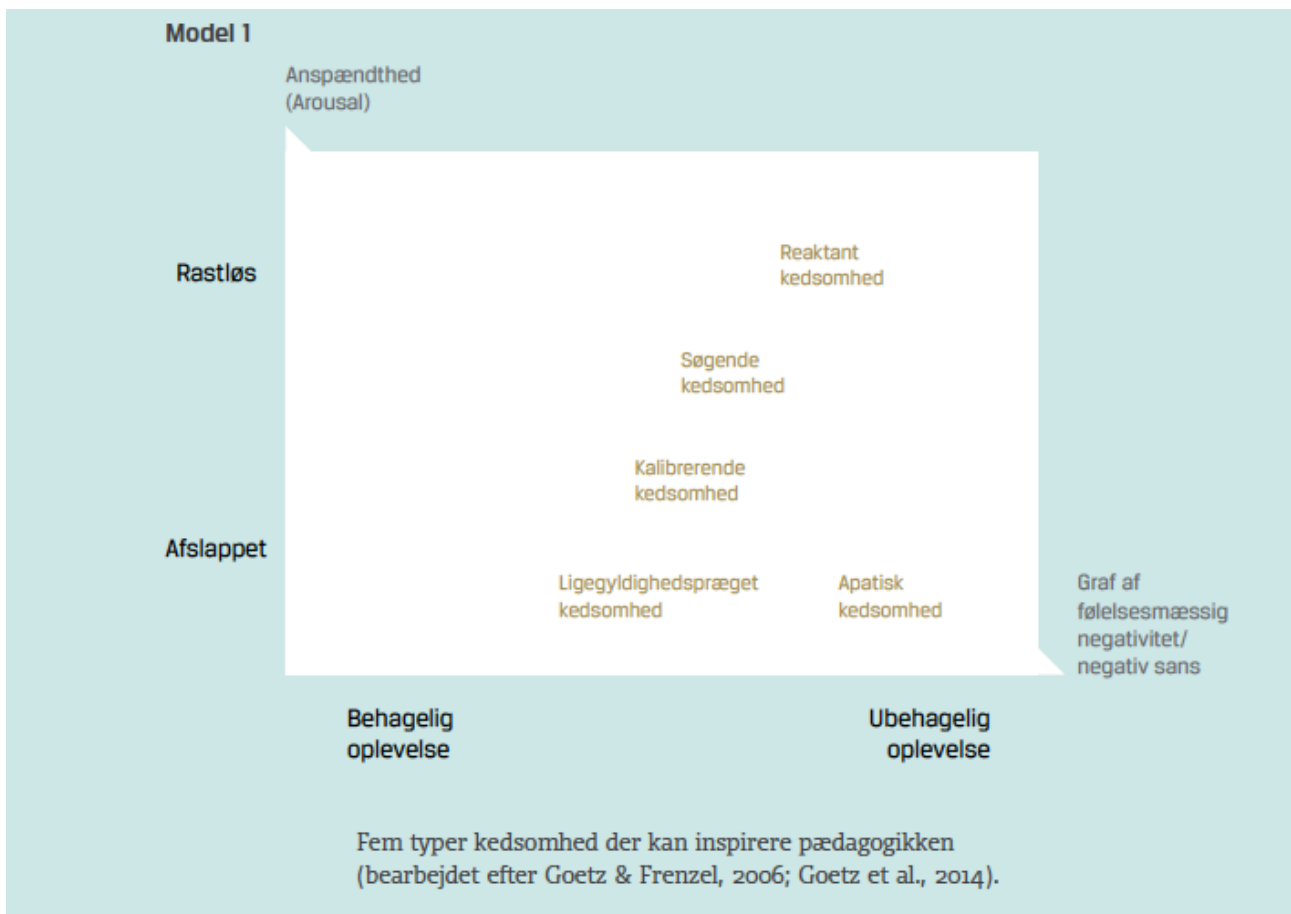 Model 1
Anspændthed
(Arousal)
Rastløs
Reaktant
kedsomhed
Søgende
kedsomhed
Kalibrerende
kedsomhed
Afslappet
Ligegyldighedspræget
kedsomhed
Apatisk
kedsomhed
Graf af
følelsesmæssig
negativitet/
negativ sans
Behagelig
oplevelse
Ubehagelig
oplevelse
Fem typer kedsomhed der kan inspirere pædagogikken
(bearbejdet efter Goetz & Frenzel, 2006; Goetz et al., 2014).